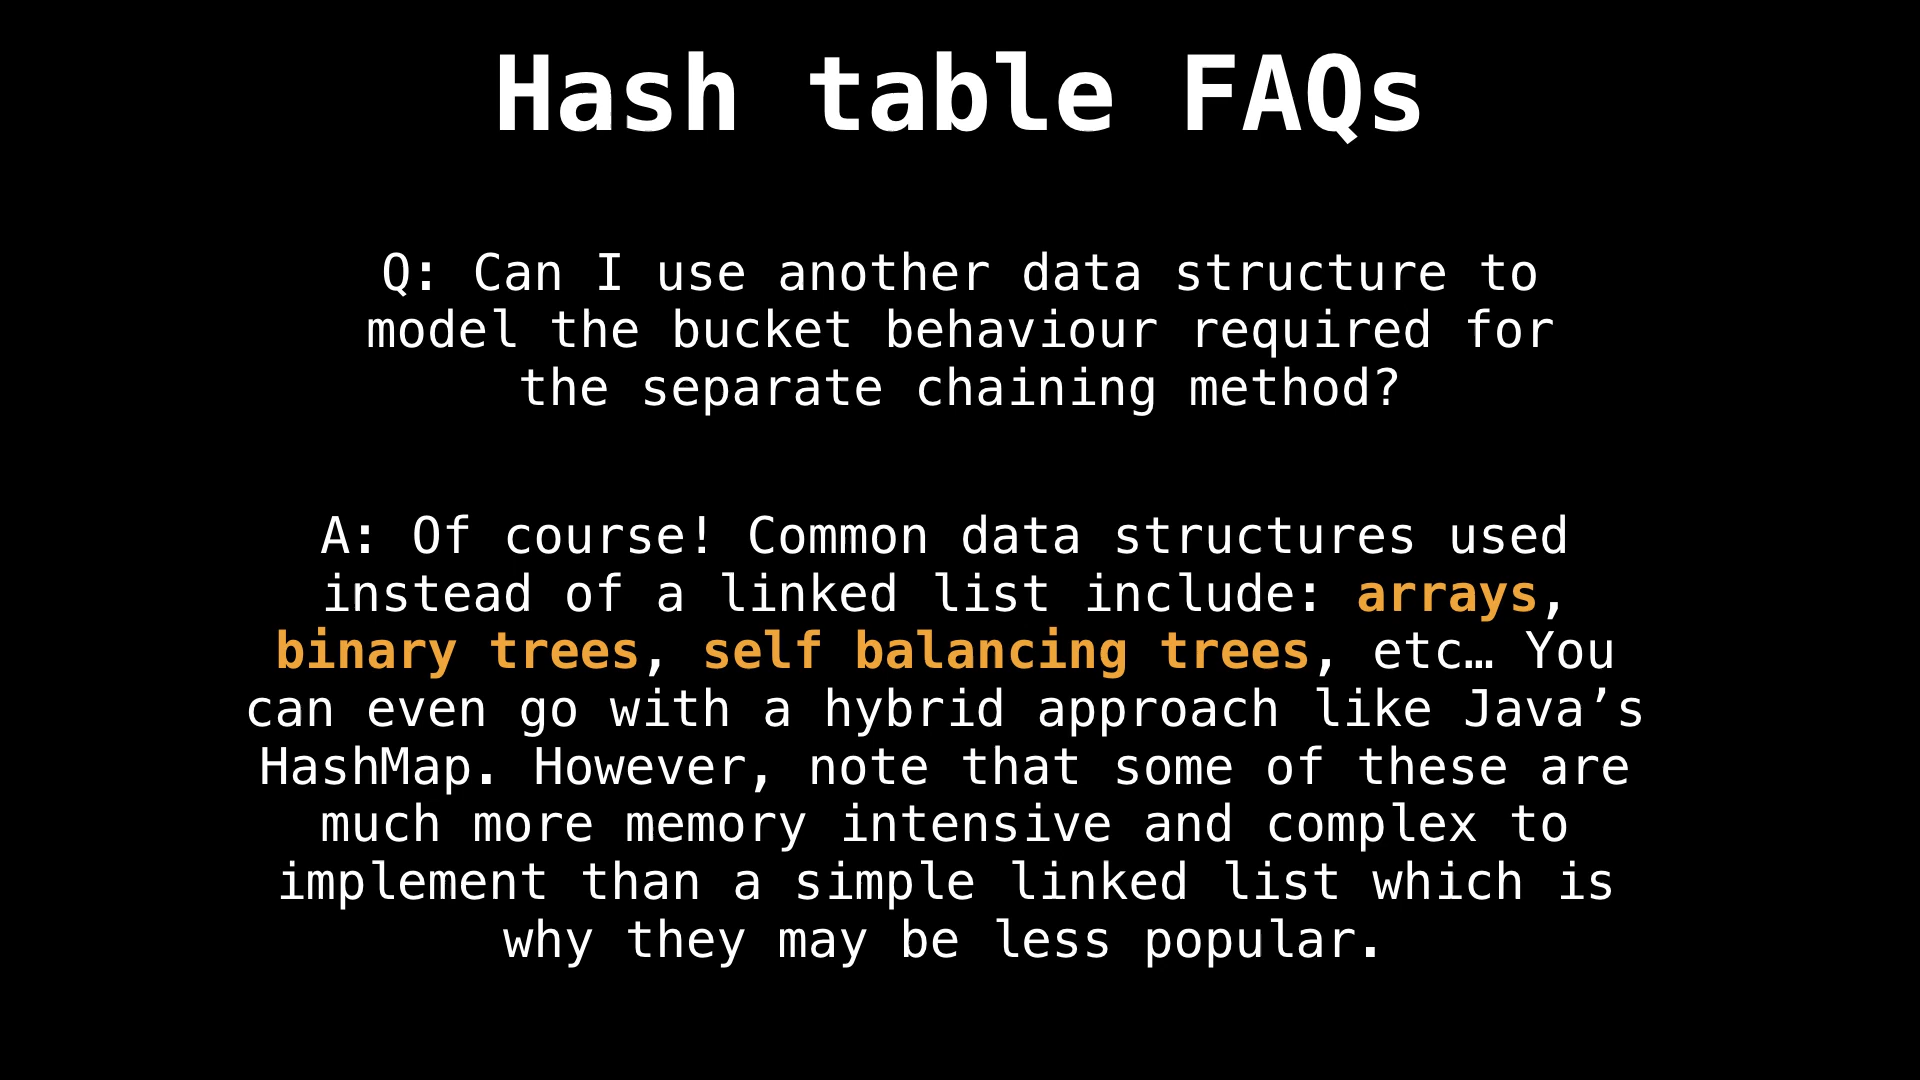 Hash table FAQs
Q: Can I use another data structure to
model the bucket behaviour required for
the separate chaining method?
A: Of course! Common data structures used
instead of a linked list include: arrays,
binary trees, self balancing trees, etc… You
can even go with a hybrid approach like Java’s
HashMap. However, note that some of these are
much more memory intensive and complex to
implement than a simple linked list which is
why they may be less popular.